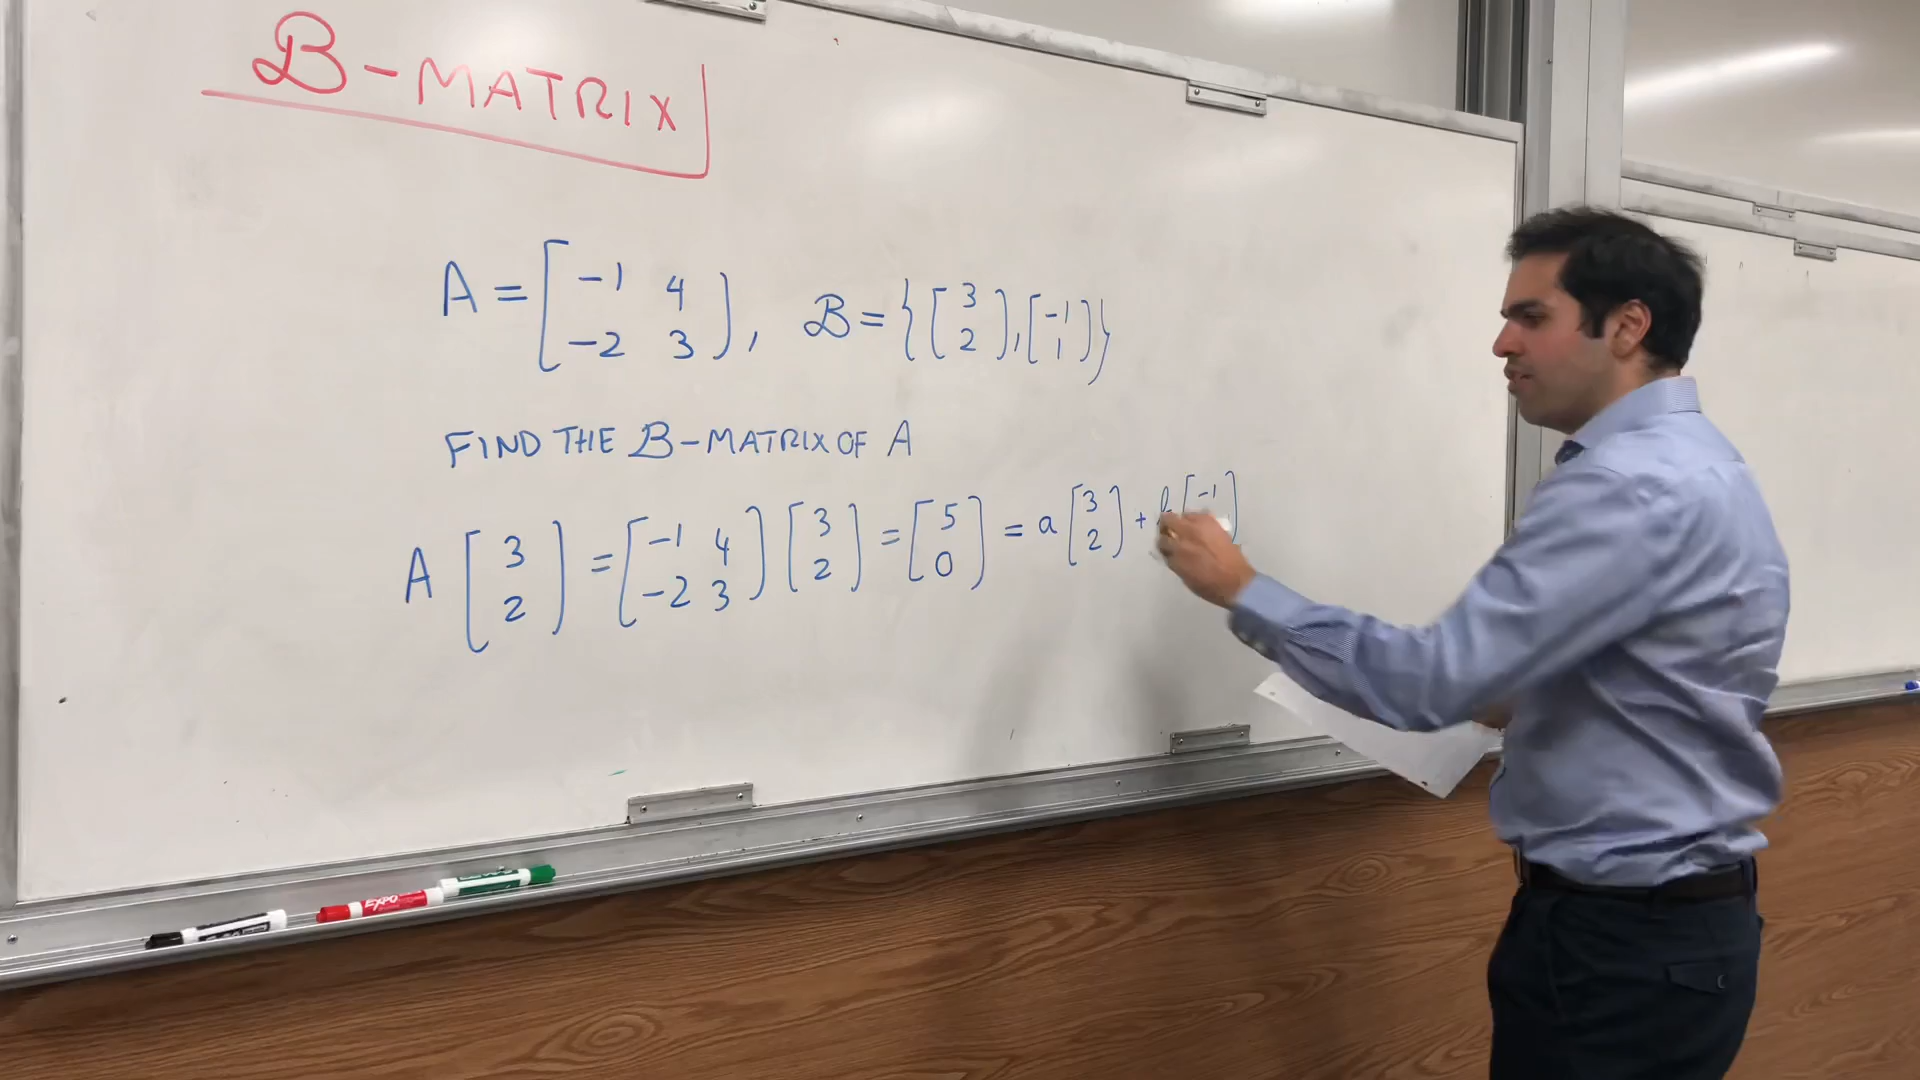 B-MATRIX
A = [-1 4
-2 3], B = {[3
2], [-1
1]}
FIND THE B-MATRIX OF A
A [3
2] = [-1 4
-2 3] [3
2] = [5
0] = a [3
2] + b [-1
EXPO